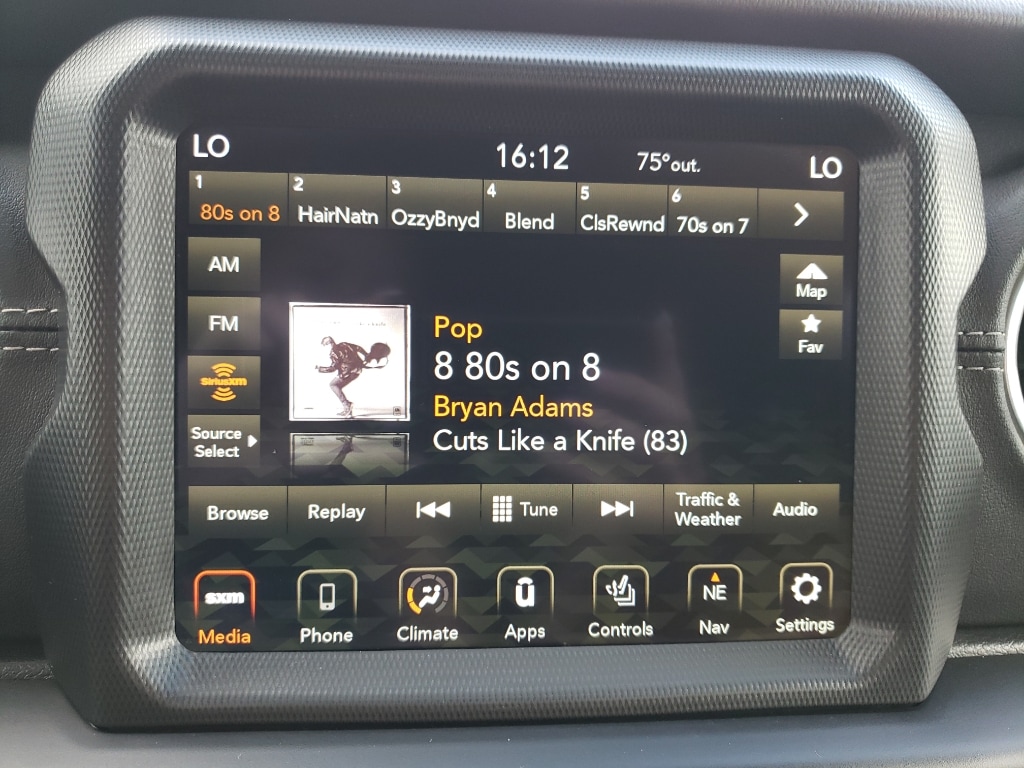 LO
16:12
75° out.
LO
1
80s on 8
2
HairNatn
3
OzzyBnyd
4
Blend
5
ClsRewnd
6
70s on 7
AM
FM
SiriusXM
Source
Select
Map
Fav
Pop
8 80s on 8
Bryan Adams
Cuts Like a Knife (83)
Browse
Replay
Tune
Traffic &
Weather
Audio
sxm
Media
Phone
Climate
ū
Apps
Controls
NE
Nav
Settings